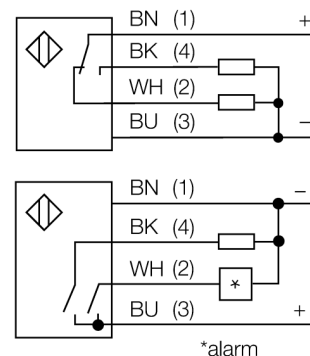 BN (1) +
BK (4)
WH (2)
BU (3) −
BN (1) −
BK (4)
WH (2)
*
BU (3) +
*alarm